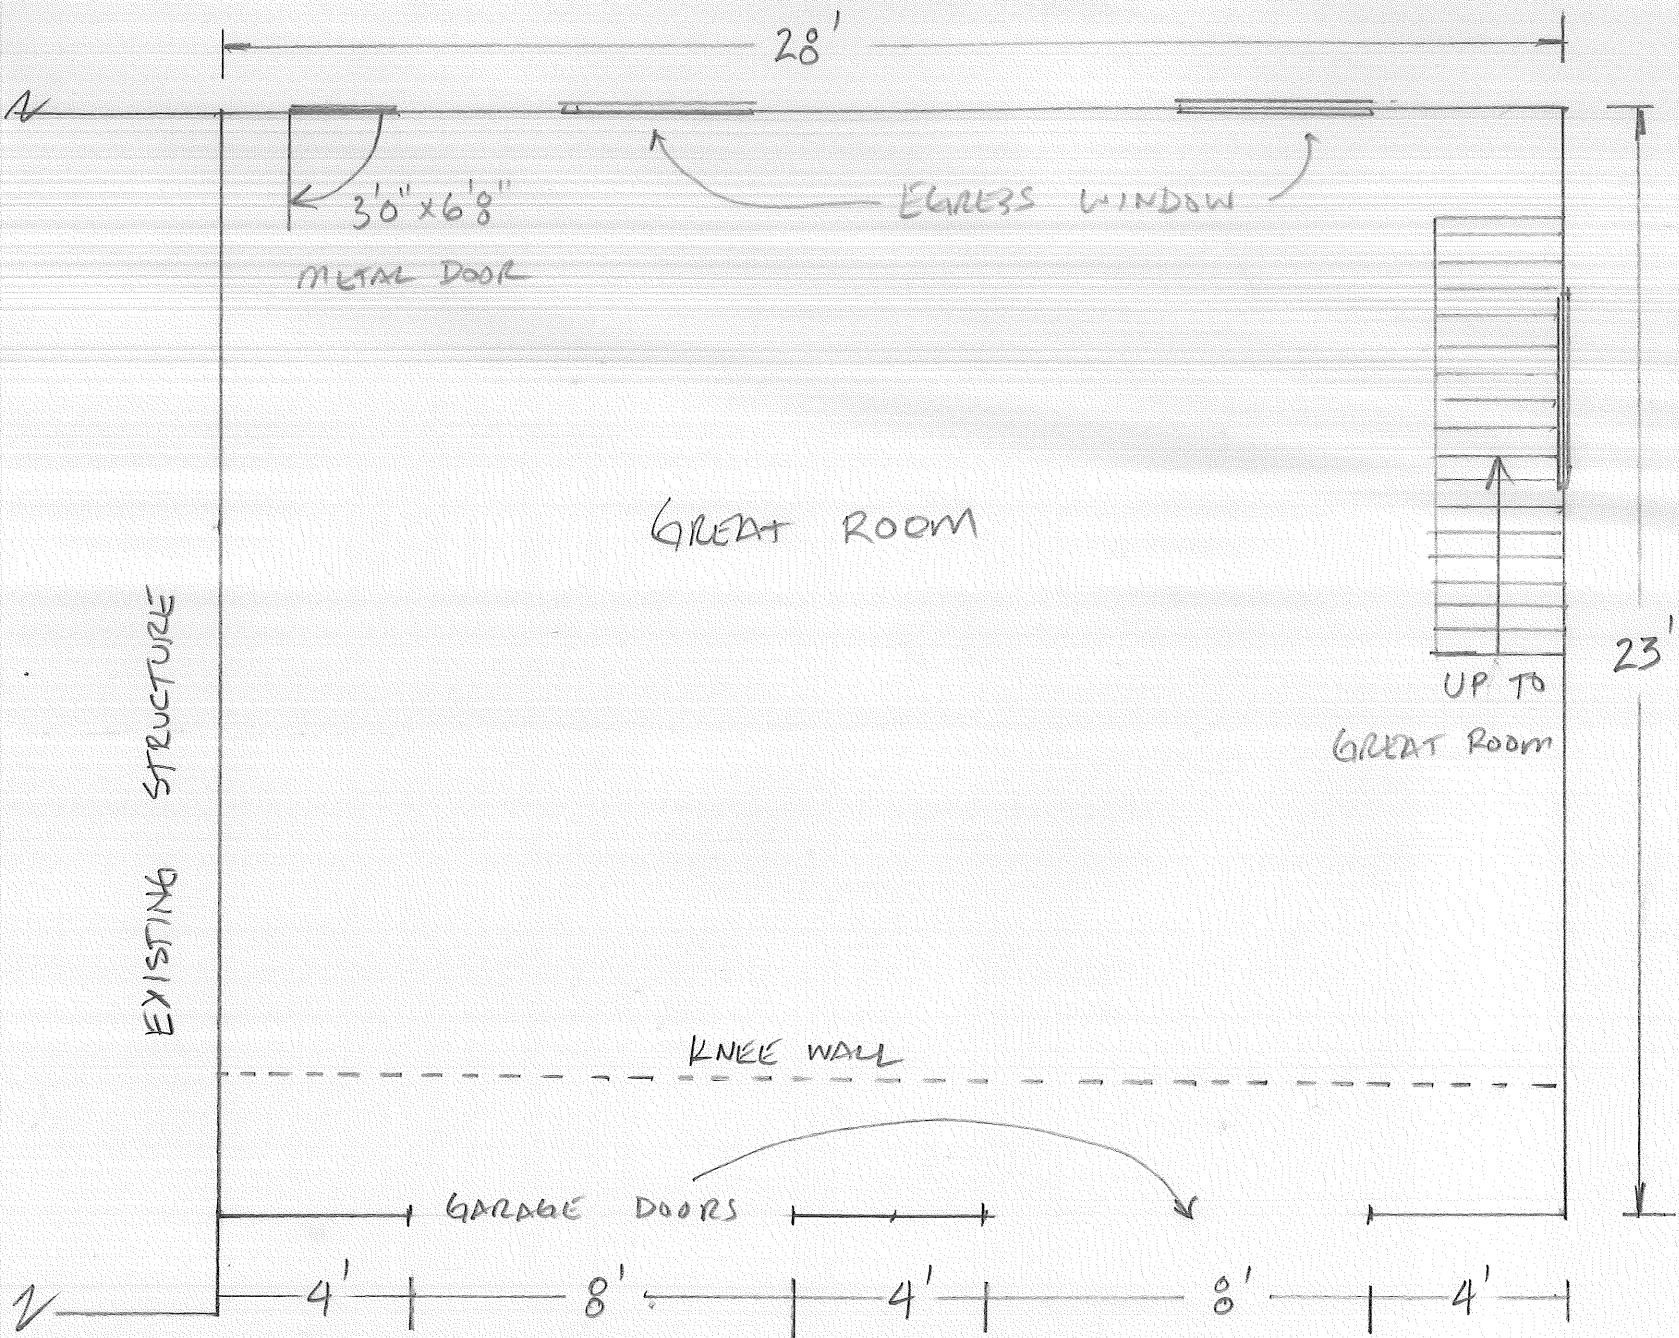 28'
3'0" x 6'8"
METAL DOOR
EGRESS WINDOW
GREAT ROOM
EXISTING STRUCTURE
23'
UP TO
GREAT ROOM
KNEE WALL
GARAGE DOORS
4' 8' 4' 8' 4'